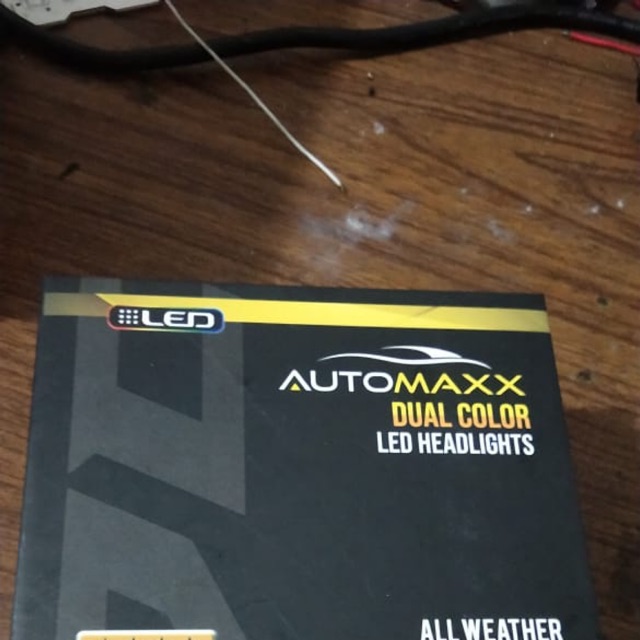 LED
AUTOMAXX
DUAL COLOR
LED HEADLIGHTS
ALL WEATHER